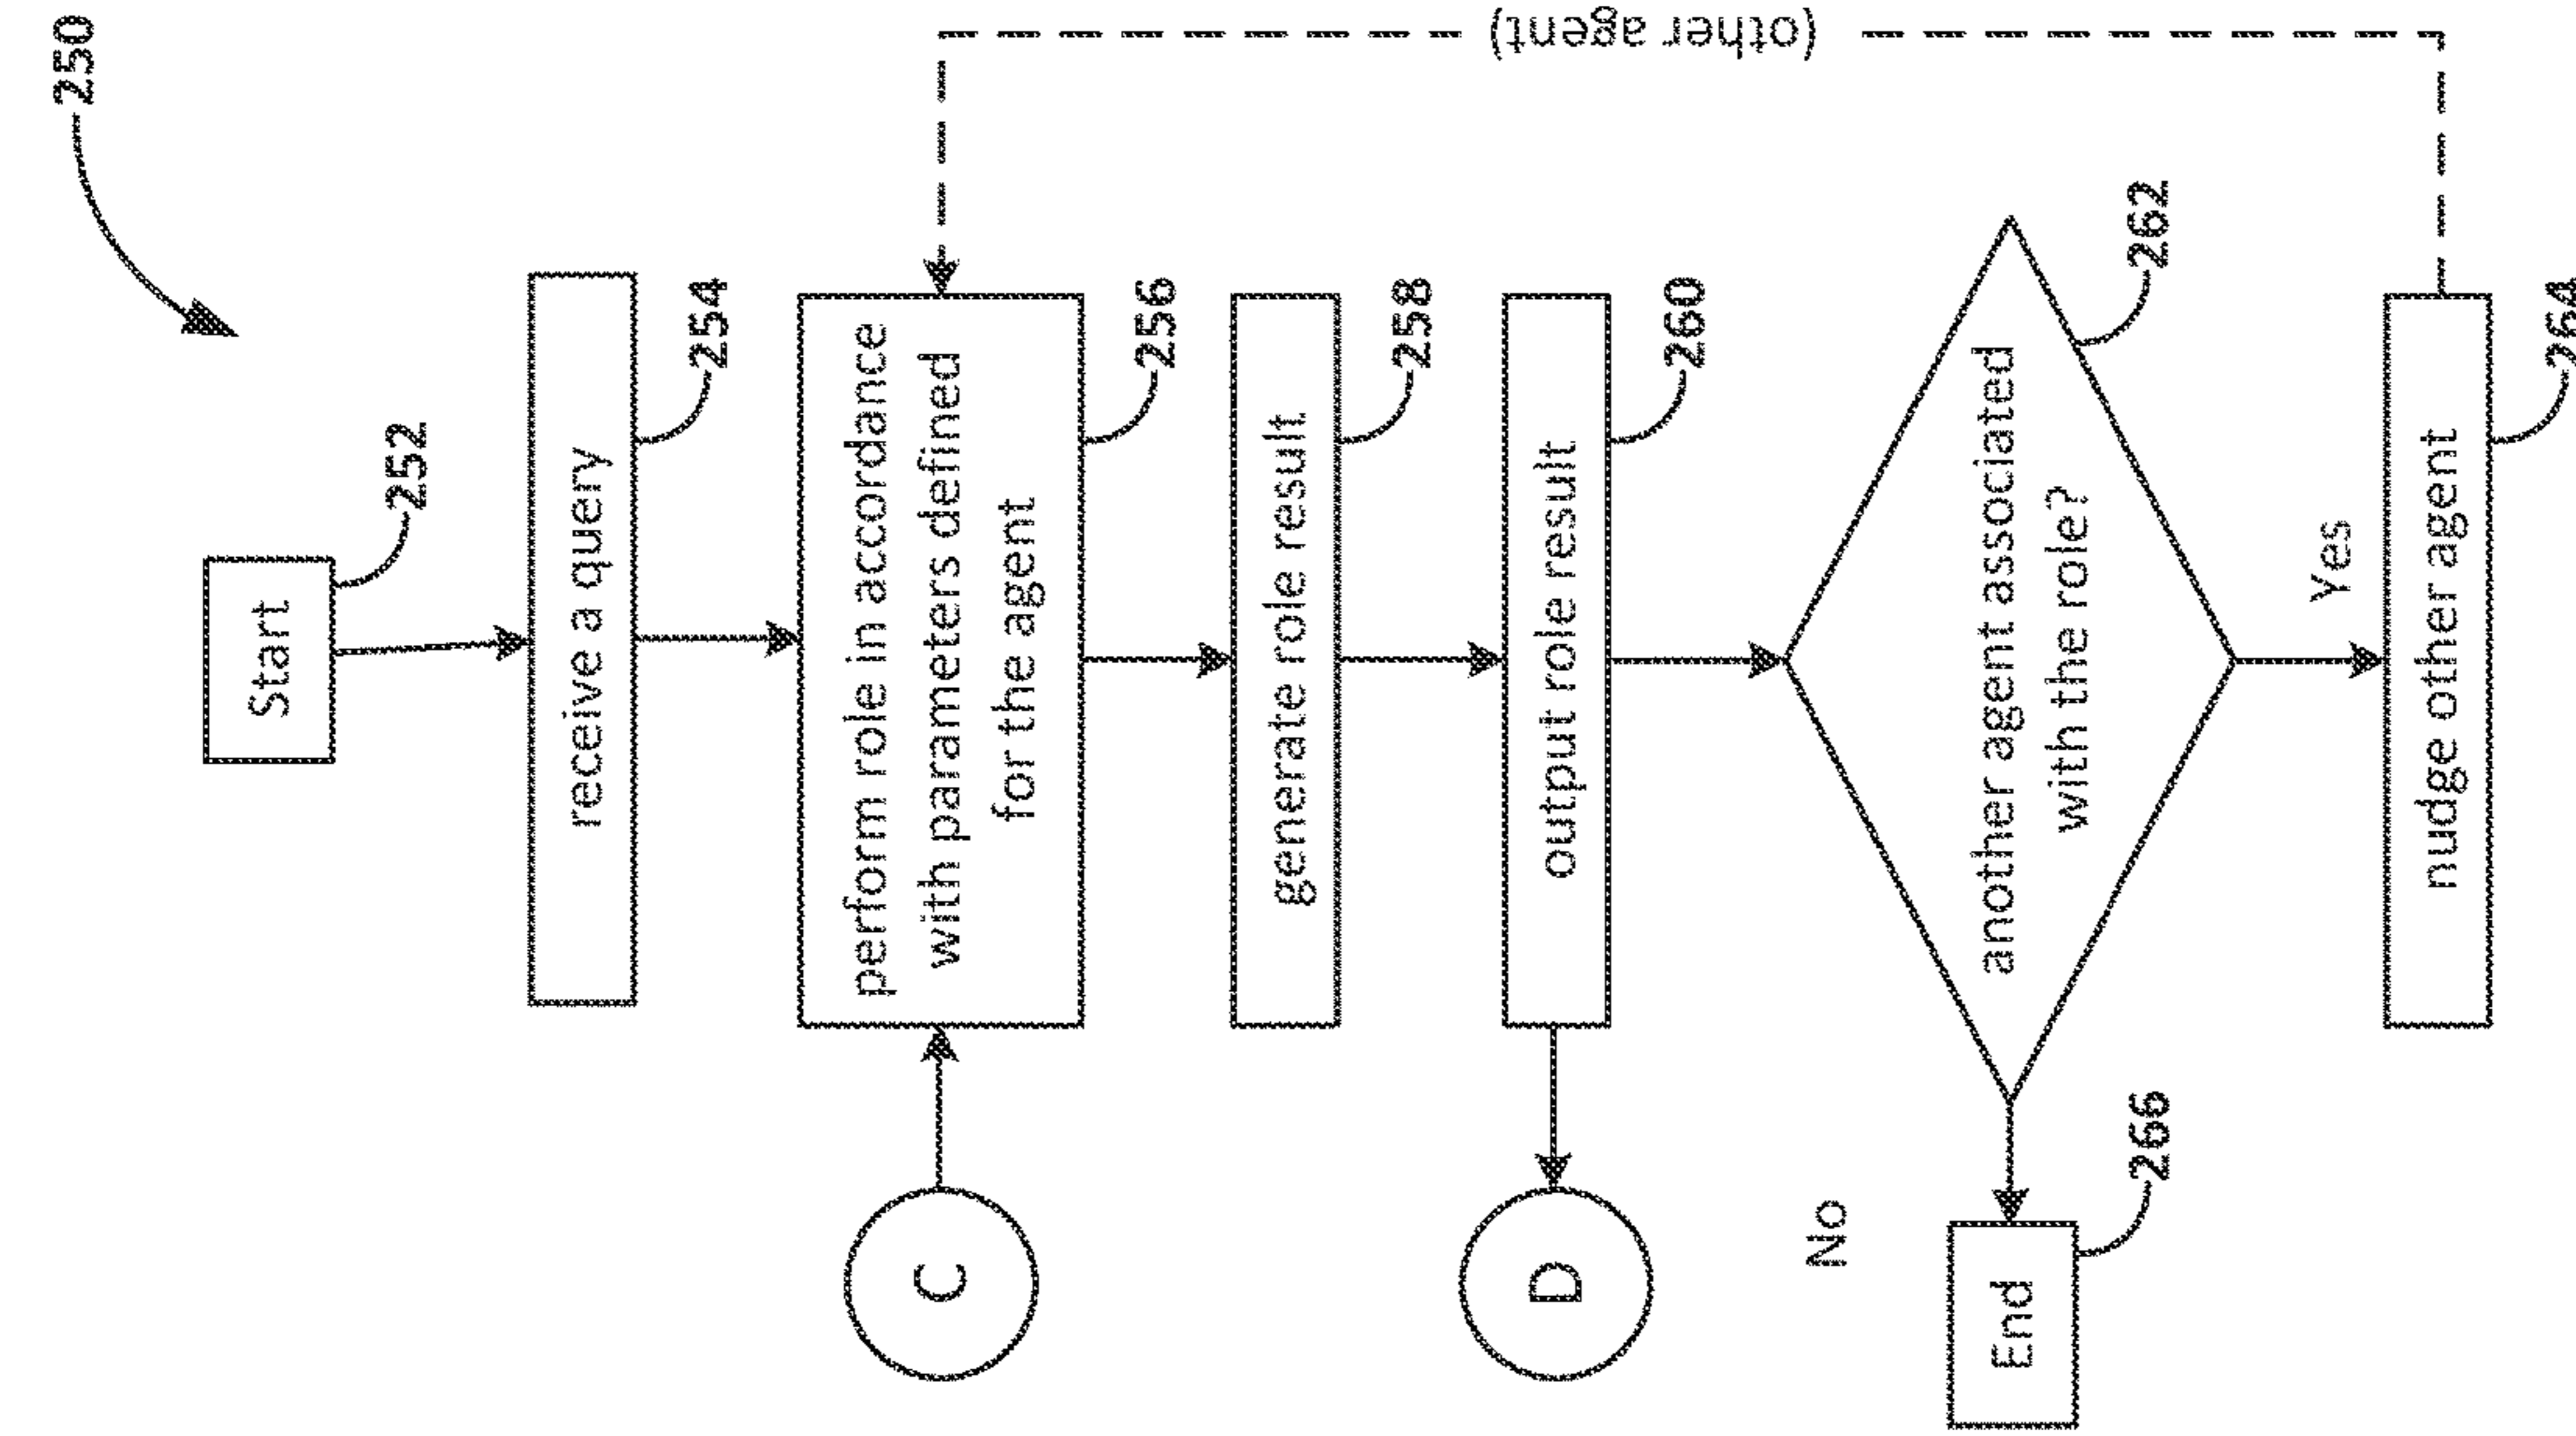 250
Start
252
receive a query
254
perform role in accordance
with parameters defined
for the agent
256
C
generate role result
258
output role result
260
D
another agent associated
with the role?
262
No
End
266
Yes
nudge other agent
264
(other agent)